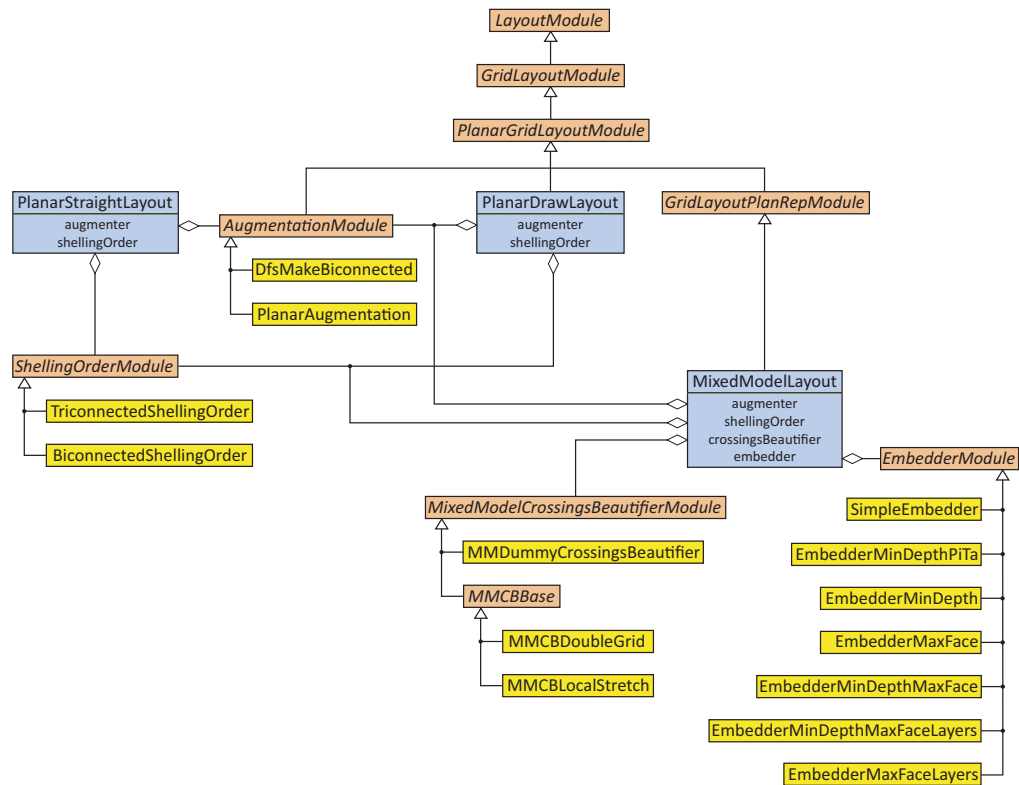 LayoutModule
GridLayoutModule
PlanarGridLayoutModule
PlanarStraightLayout
augmenter
shellingOrder
AugmentationModule
DfsMakeBiconnected
PlanarAugmentation
PlanarDrawLayout
augmenter
shellingOrder
GridLayoutPlanRepModule
ShellingOrderModule
TriconnectedShellingOrder
BiconnectedShellingOrder
MixedModelLayout
augmenter
shellingOrder
crossingsBeautifier
embedder
EmbedderModule
MixedModelCrossingsBeautifierModule
MMDummyCrossingsBeautifier
MMCBBase
MMCBDoubleGrid
MMCBLocalStretch
SimpleEmbedder
EmbedderMinDepthPiTa
EmbedderMinDepth
EmbedderMaxFace
EmbedderMinDepthMaxFace
EmbedderMinDepthMaxFaceLayers
EmbedderMaxFaceLayers